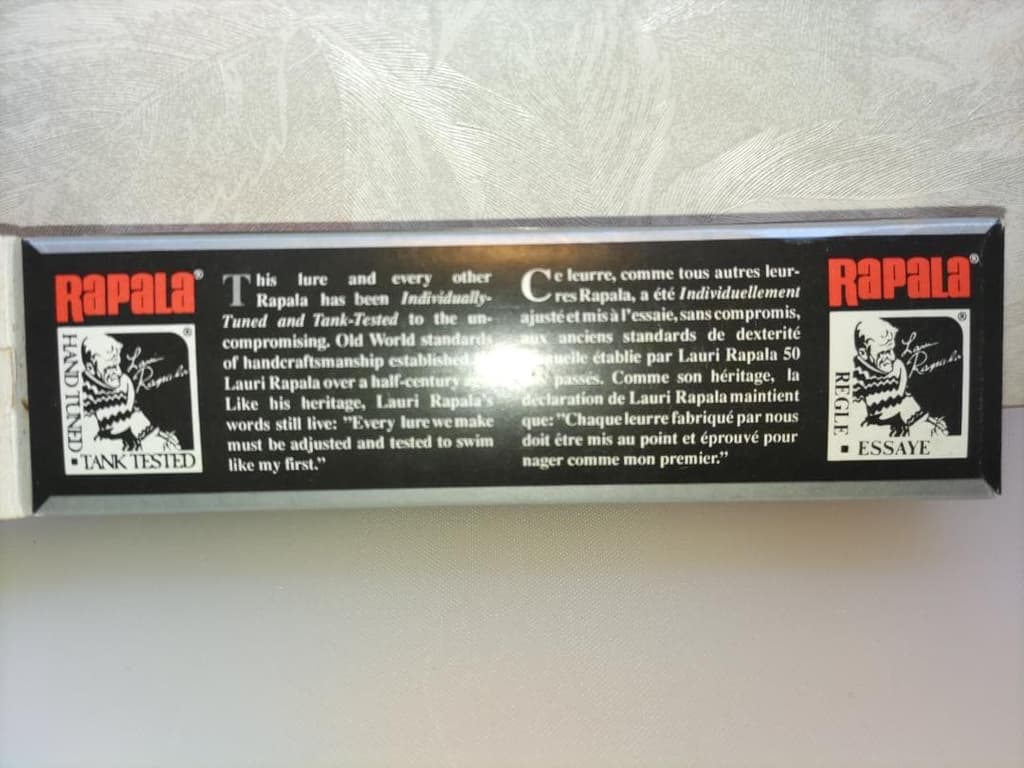 RAPALA®
®
Lauri Rapala
HAND TUNED
▪ TANK TESTED
This lure and every other
Rapala has been Individually-
Tuned and Tank-Tested to the un-
compromising. Old World standards
of handcraftsmanship established
Lauri Rapala over a half-century
Like his heritage, Lauri Rapala's
words still live: "Every lure we make
must be adjusted and tested to swim
like my first."
Ce leurre, comme tous autres leur-
res Rapala, a été Individuellement
ajusté et mis à l'essaie, sans compromis,
aux anciens standards de dexterité
établie par Lauri Rapala 50
passés. Comme son héritage, la
déclaration de Lauri Rapala maintient
que: "Chaque leurre fabriqué par nous
doit être mis au point et éprouvé pour
nager comme mon premier."
RAPALA®
®
Lauri Rapala
REGLE
▪ ESSAYE